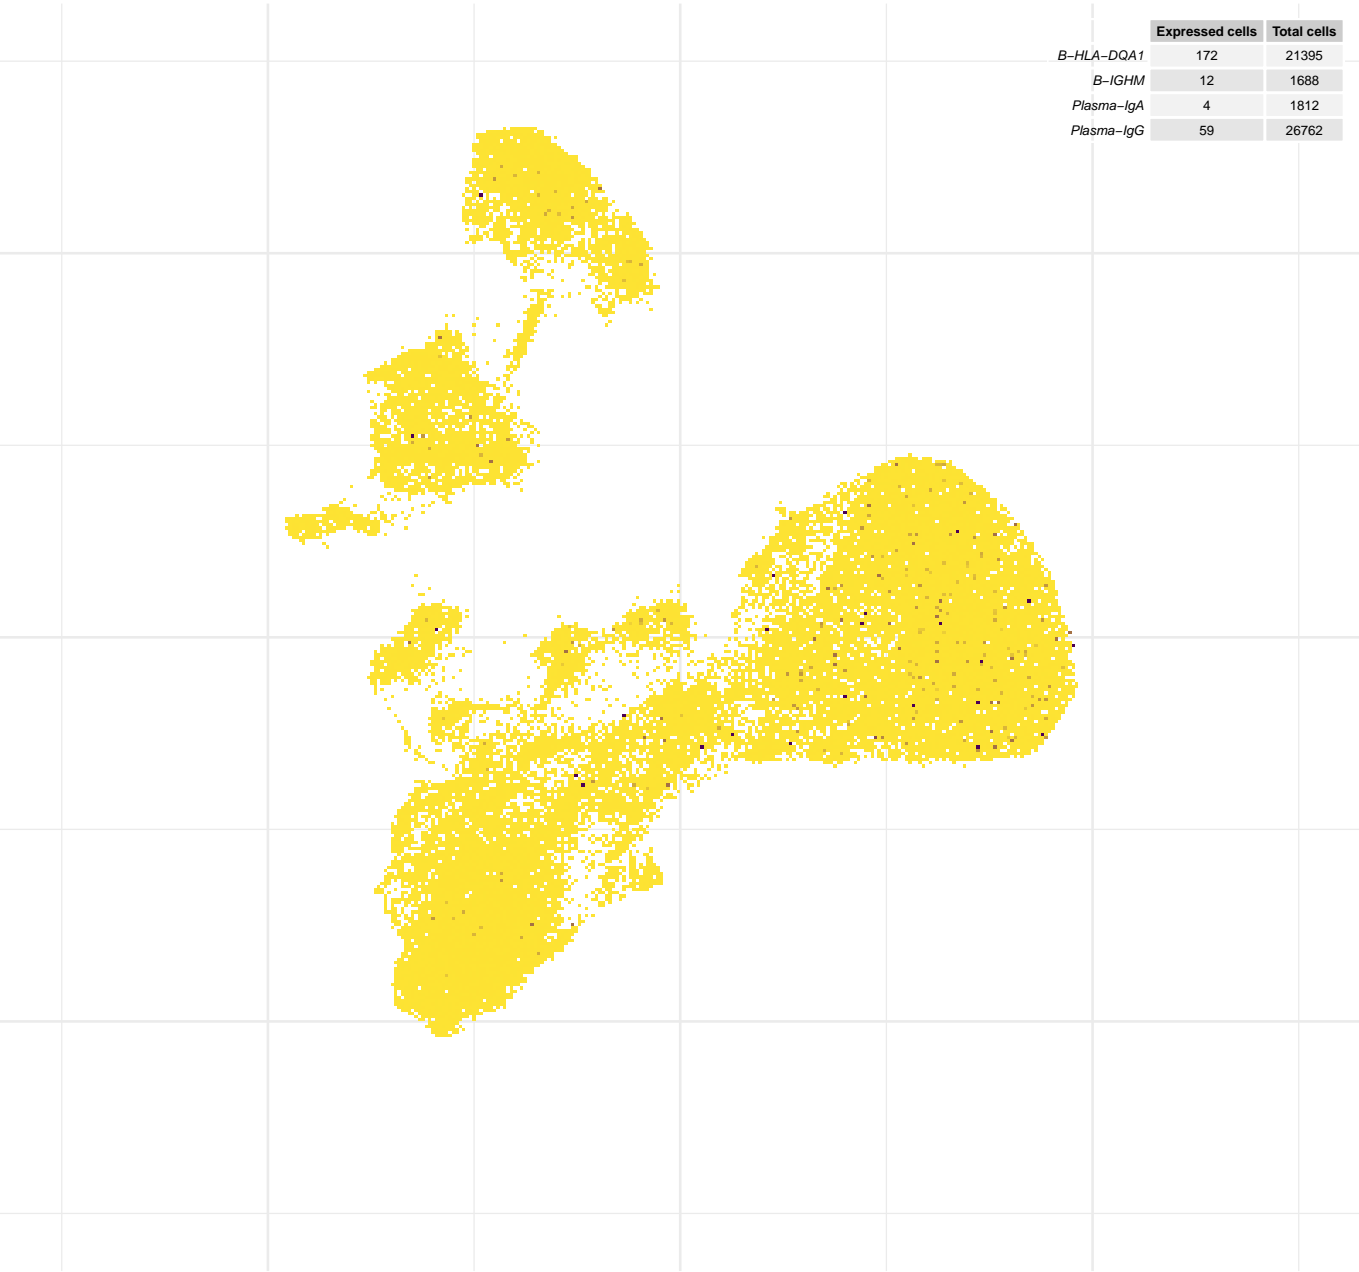 Expressed cells Total cells
B−HLA−DQA1 172 21395
B−IGHM 12 1688
Plasma−IgA 4 1812
Plasma−IgG 59 26762